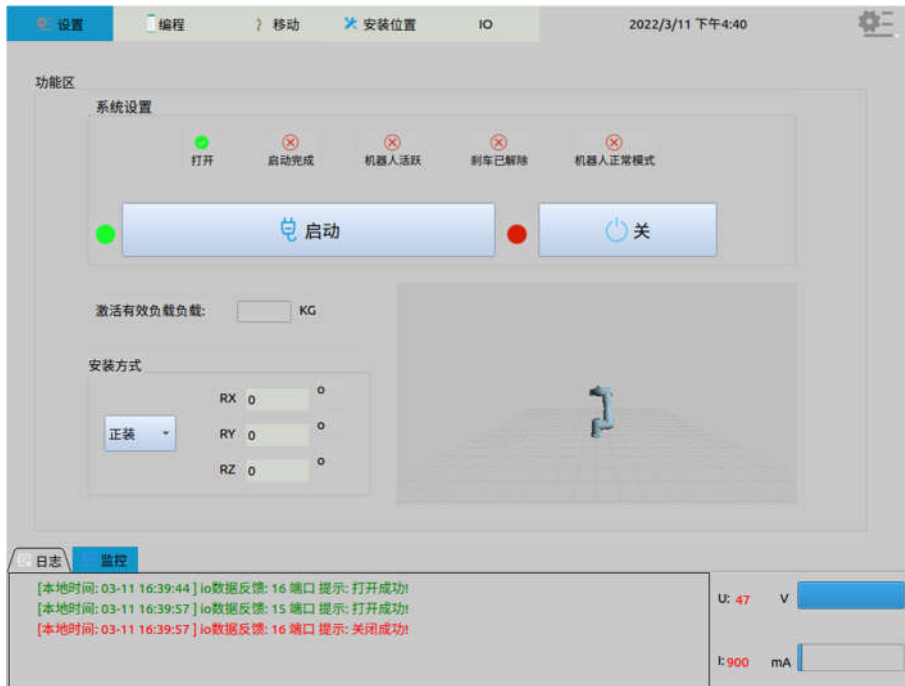 设置 编程 移动 安装位置 IO 2022/3/11 下午4:40
功能区
系统设置
打开 启动完成 机器人活跃 刹车已解除 机器人正常模式
启动 关
激活有效负载负载: KG
安装方式
RX 0 °
正装 RY 0 °
RZ 0 °
日志 监控
[本地时间: 03-11 16:39:44 ] io数据反馈: 16 端口 提示: 打开成功!
[本地时间: 03-11 16:39:57 ] io数据反馈: 15 端口 提示: 打开成功!
[本地时间: 03-11 16:39:57 ] io数据反馈: 16 端口 提示: 关闭成功!
U: 47 V
I: 900 mA